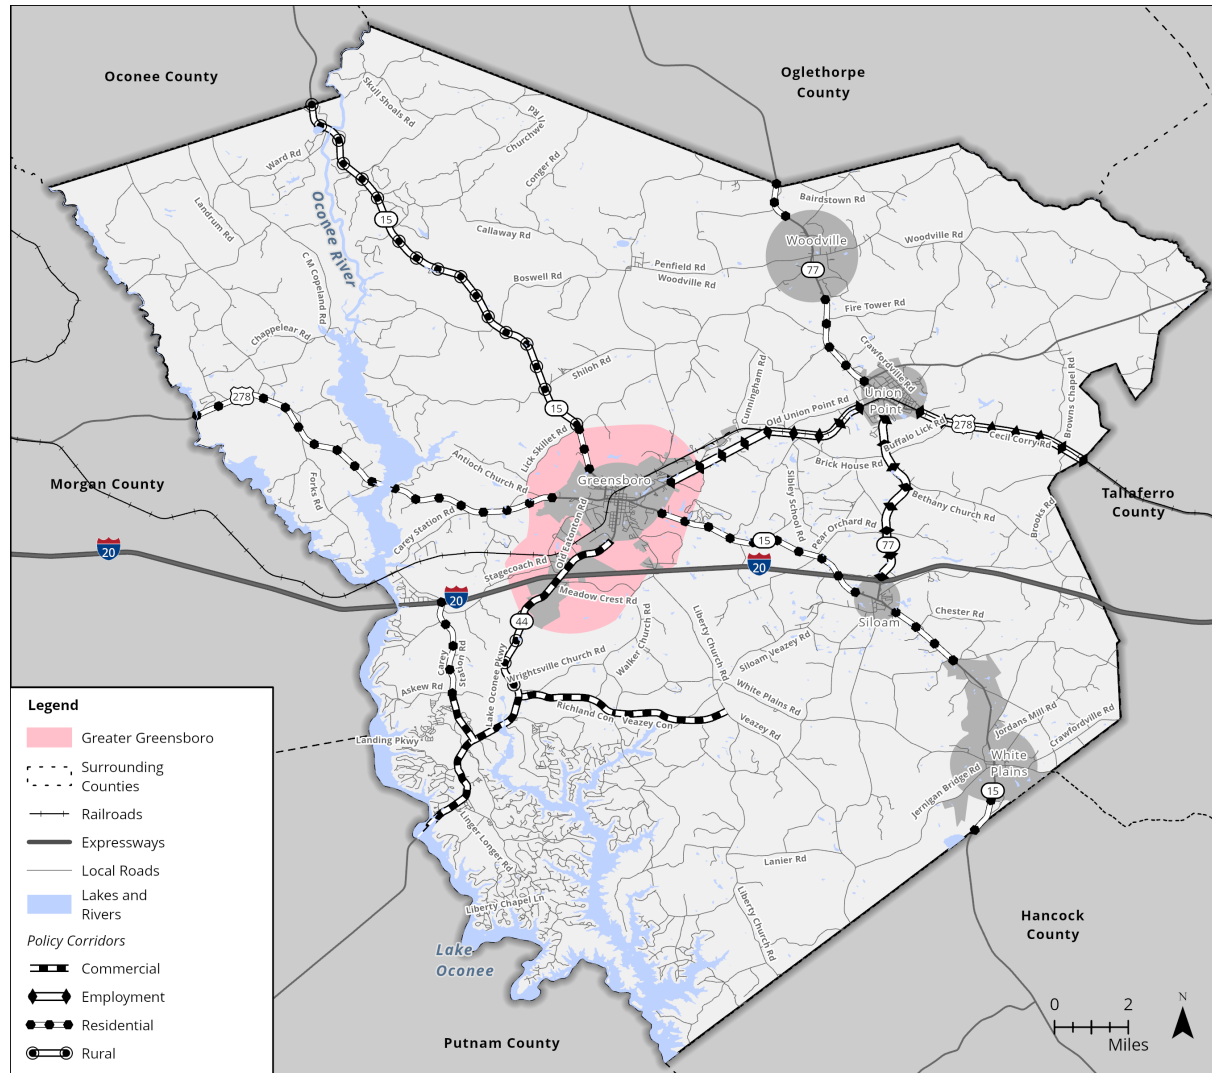 Oconee County
Oglethorpe
County
Skull Shoals Rd
Churchwell Rd
Conger Rd
Ward Rd
Landrum Rd
Oconee River
15
Callaway Rd
Bairdstown Rd
Woodville
Woodville Rd
77
Penfield Rd
Woodville Rd
Boswell Rd
C M Copeland Rd
Chappelear Rd
Fire Tower Rd
Crawfordville Rd
Shiloh Rd
Cunningham Rd
Browns Chapel Rd
278
15
Union
Point
Old Union Point Rd
Buffalo Lick Rd
278
Cecil Corry Rd
Lick Skillet Rd
Antioch Church Rd
Greensboro
Brick House Rd
Sibley School Rd
Bethany Church Rd
Brooks Rd
Morgan County
Forks Rd
Tallaferro
County
Carey Station Rd
Old Eatonton Rd
Pear Orchard Rd
15
77
20
20
20
Stagecoach Rd
Meadow Crest Rd
44
Siloam
Chester Rd
Liberty Church Rd
Walker Church Rd
Siloam Veazey Rd
Wrightsville Church Rd
Carey
Station Rd
Lake Oconee Pkwy
Askew Rd
White Plains Rd
Richland Con
Veazey Con
Veazey Rd
Landing Pkwy
Jordans Mill Rd
Crawfordville Rd
White
Plains
Jernigan Bridge Rd
15
Linger Longer Rd
Lanier Rd
Liberty Chapel Ln
Liberty Church Rd
Lake
Oconee
Hancock
County
Putnam County
Legend
Greater Greensboro
Surrounding
Counties
Railroads
Expressways
Local Roads
Lakes and
Rivers
Policy Corridors
Commercial
Employment
Residential
Rural
0 2
Miles
N